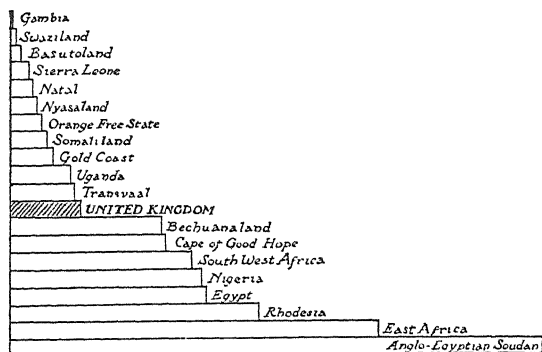 Gambia
Swaziland
Basutoland
Sierra Leone
Natal
Nyasaland
Orange Free State
Somaliland
Gold Coast
Uganda
Transvaal
UNITED KINGDOM
Bechuanaland
Cape of Good Hope
South West Africa
Nigeria
Egypt
Rhodesia
East Africa
Anglo-Egyptian Soudan